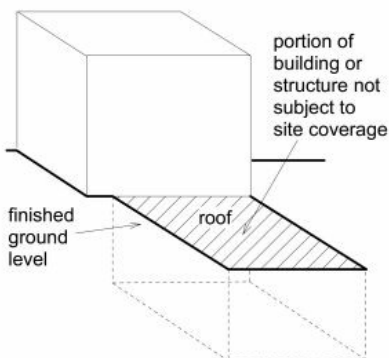 portion of
building or
structure not
subject to
site coverage
finished
ground
level
roof